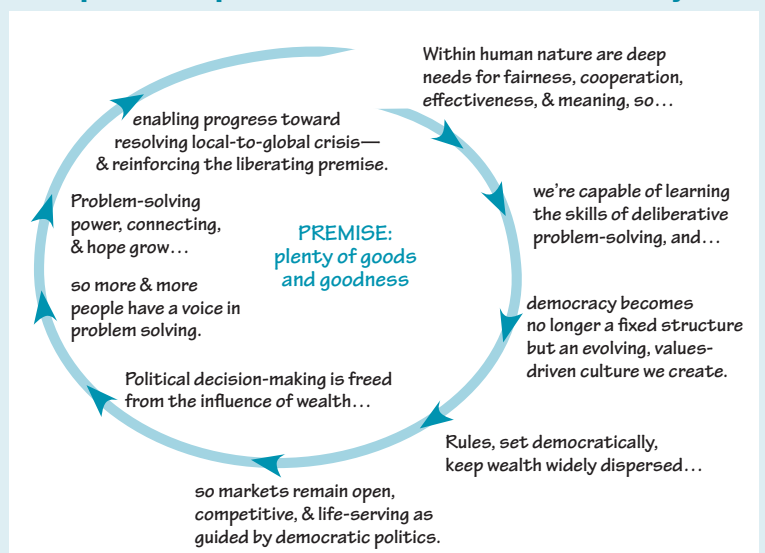 Within human nature are deep
needs for fairness, cooperation,
effectiveness, & meaning, so…
we're capable of learning
the skills of deliberative
problem-solving, and…
democracy becomes
no longer a fixed structure
but an evolving, values-
driven culture we create.
Rules, set democratically,
keep wealth widely dispersed…
so markets remain open,
competitive, & life-serving as
guided by democratic politics.
Political decision-making is freed
from the influence of wealth…
so more & more
people have a voice in
problem solving.
Problem-solving
power, connecting,
& hope grow…
enabling progress toward
resolving local-to-global crisis—
& reinforcing the liberating premise.
PREMISE:
plenty of goods
and goodness